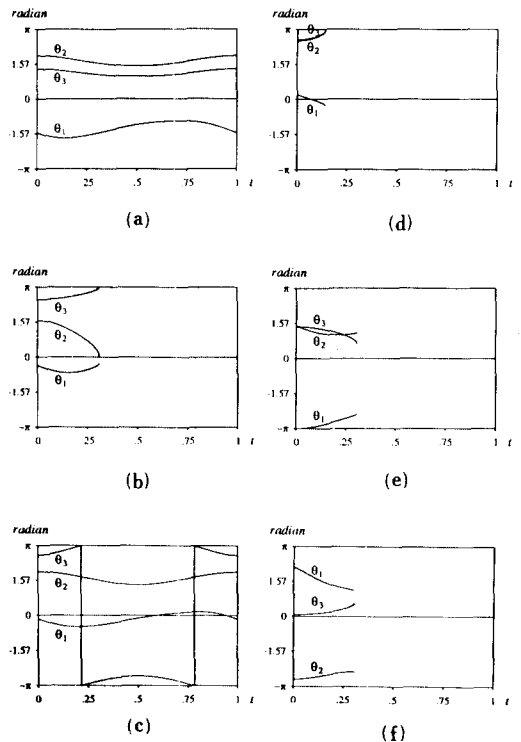 radian
π
θ₂
1.57
θ₃
0
-1.57
θ₁
-π
0 .25 .5 .75 1 t
(a)
radian
π
θ₃
θ₂
1.57
0
θ₁
-1.57
-π
0 .25 .5 .75 1 t
(d)
radian
π
θ₃
1.57
θ₂
0
θ₁
-1.57
-π
0 .25 .5 .75 1 t
(b)
radian
π
1.57
θ₃
θ₂
0
-1.57
θ₁
-π
0 .25 .5 .75 1 t
(e)
radian
π
θ₃
1.57
θ₂
0
θ₁
-1.57
-π
0 .25 .5 .75 1 t
(c)
radian
π
θ₁
1.57
θ₃
0
-1.57
θ₂
-π
0 .25 .5 .75 1 t
(f)